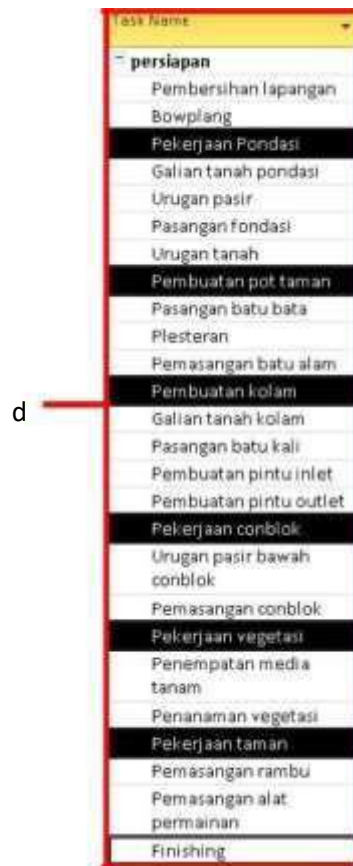 Task Name
persiapan
Pembersihan lapangan
Bowplang
Pekerjaan Pondasi
Galian tanah pondasi
Urugan pasir
Pasangan fondasi
Urugan tanah
Pembuatan pot taman
Pasangan batu bata
Plesteran
Pemasangan batu alam
Pembuatan kolam
d
Galian tanah kolam
Pasangan batu kali
Pembuatan pintu inlet
Pembuatan pintu outlet
Pekerjaan conblok
Urugan pasir bawah
conblok
Pemasangan conblok
Pekerjaan vegetasi
Penempatan media
tanam
Penanaman vegetasi
Pekerjaan taman
Pemasangan rambu
Pemasangan alat
permainan
Finishing